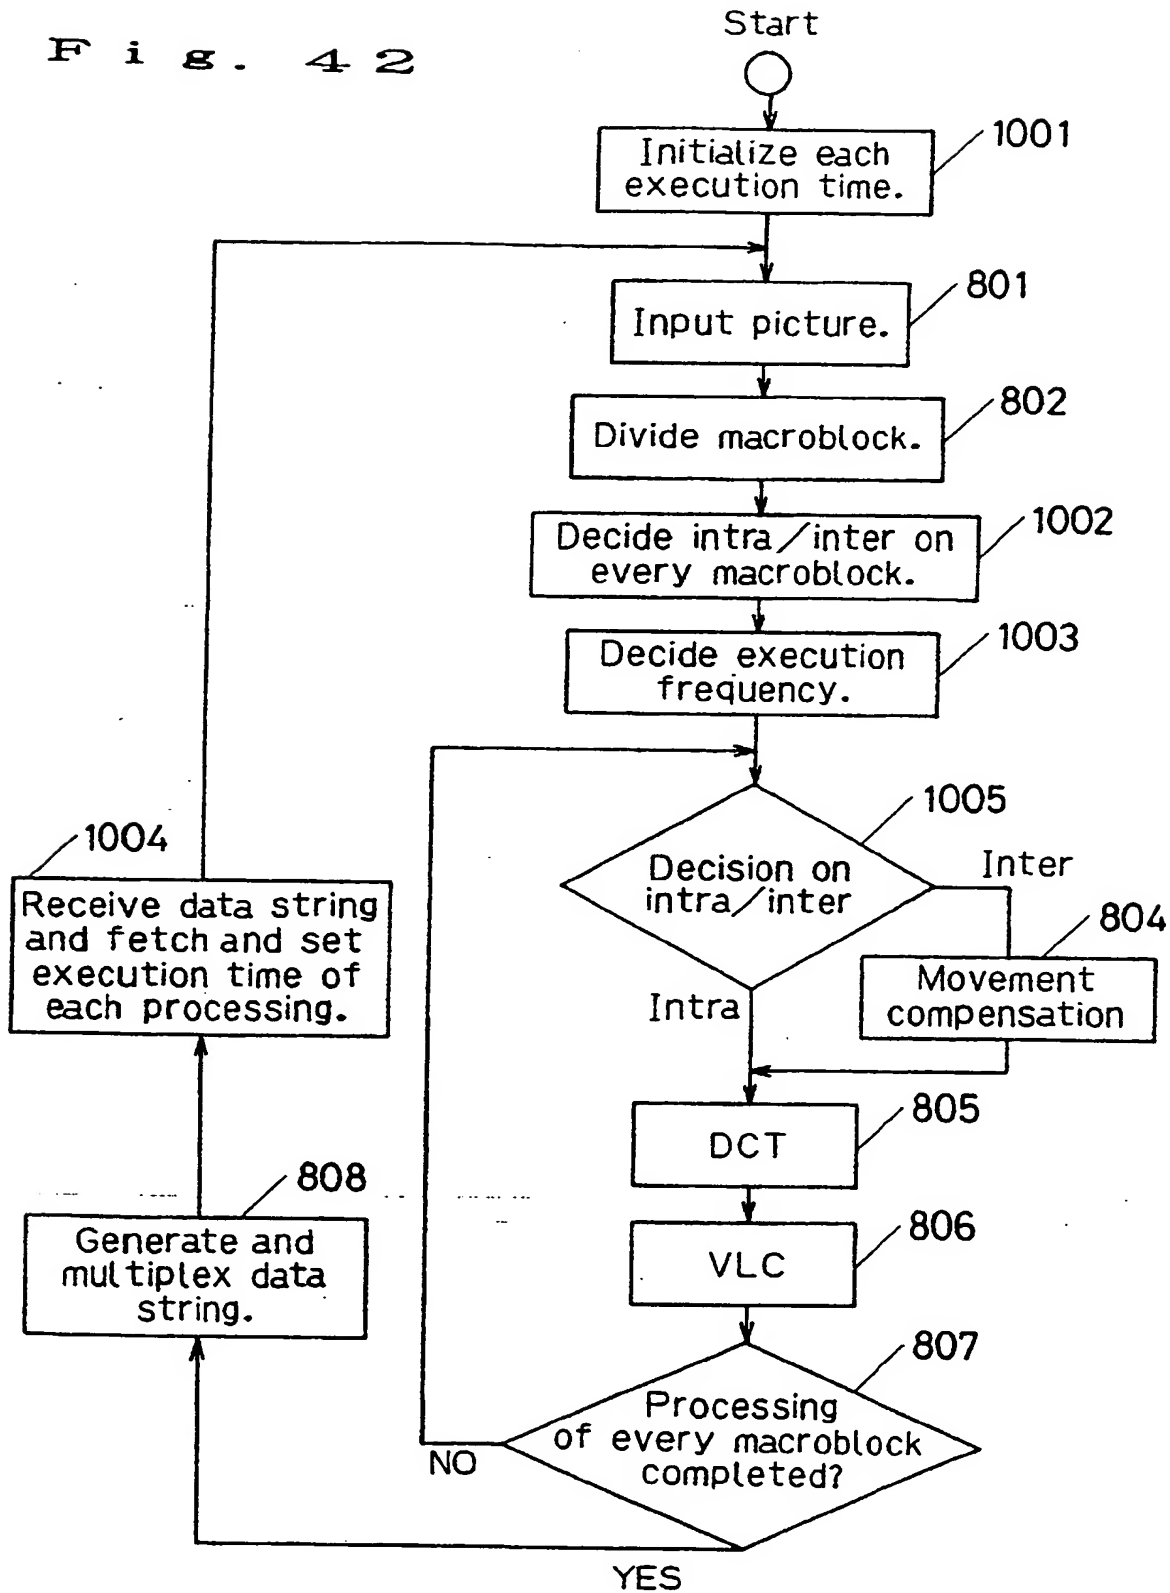 Fig. 42
Start
1001
Initialize each
execution time.
801
Input picture.
802
Divide macroblock.
1002
Decide intra/inter on
every macroblock.
1003
Decide execution
frequency.
1005
Decision on
intra/inter
Inter
Intra
804
Movement
compensation
805
DCT
806
VLC
807
Processing
of every macroblock
completed?
NO
YES
808
Generate and
multiplex data
string.
1004
Receive data string
and fetch and set
execution time of
each processing.